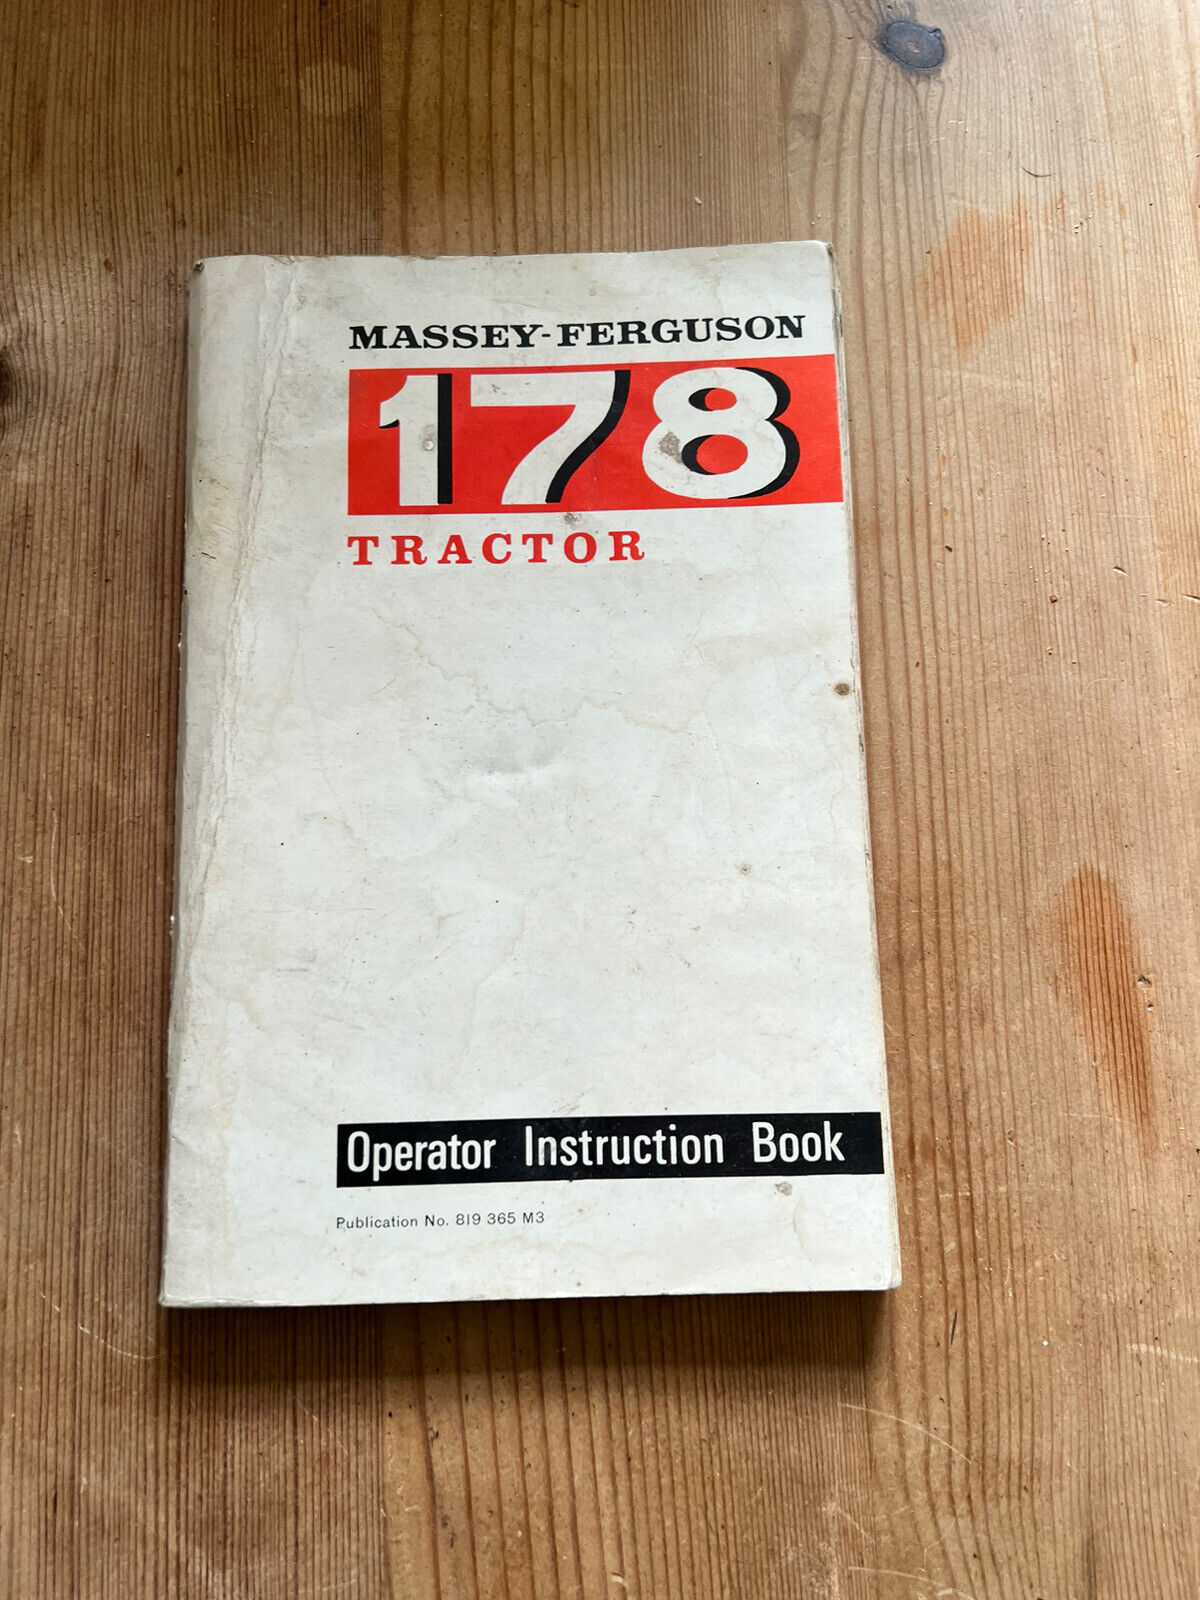 MASSEY-FERGUSON
178
TRACTOR
Operator Instruction Book
Publication No. 819 365 M3